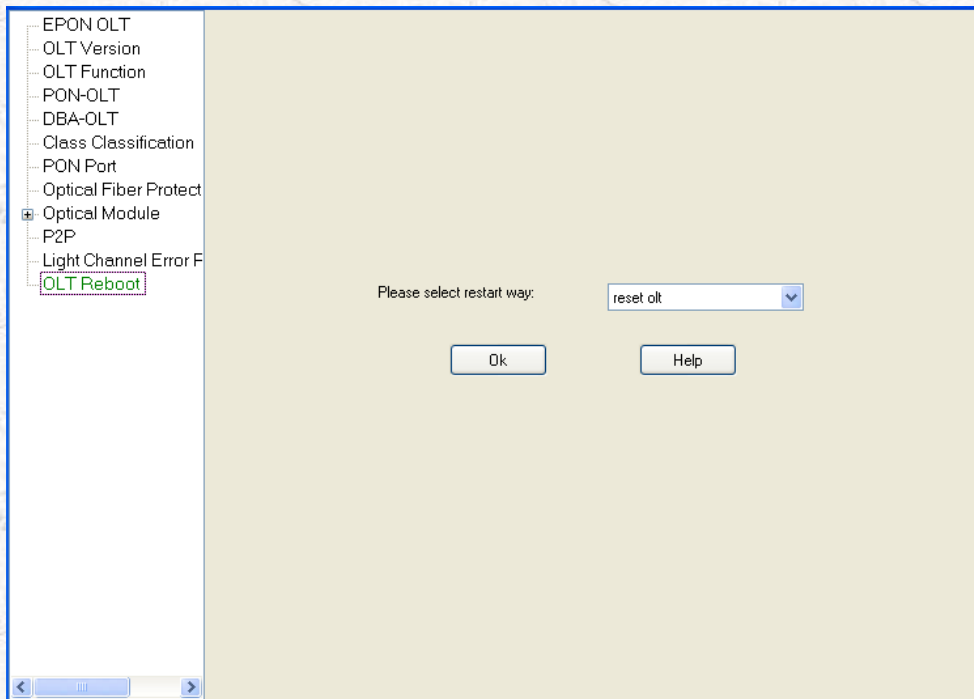 EPON OLT
OLT Version
OLT Function
PON-OLT
DBA-OLT
Class Classification
PON Port
Optical Fiber Protect
Optical Module
P2P
Light Channel Error F
OLT Reboot
Please select restart way:
reset olt
Ok
Help